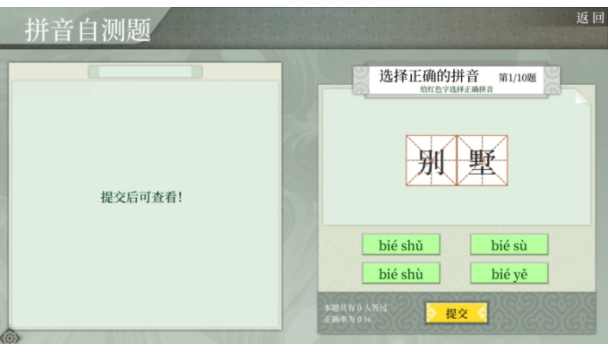 拼音自测题
返回
提交后可查看!
选择正确的拼音 第1/10题
给红色字选择正确拼音
别墅
bié shǔ
bié sù
bié shù
bié yě
本题共有0人答过
正确率为0%
提交